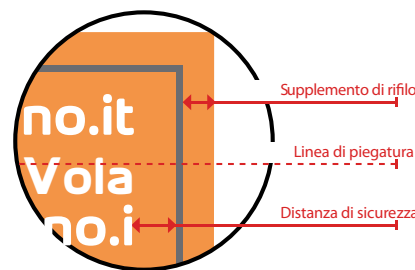 no.it
Vola
no.i
Supplemento di rifilo
Linea di piegatura
Distanza di sicurezza